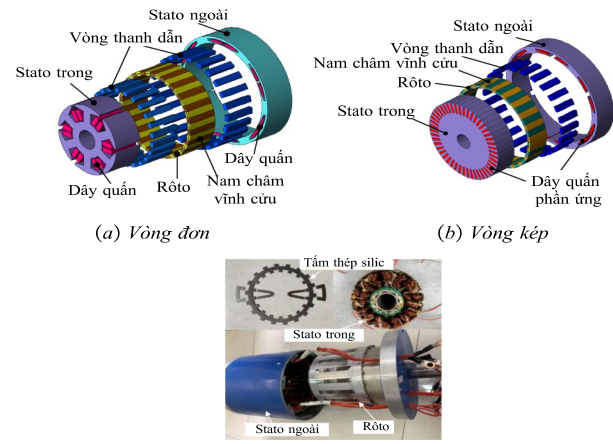 Stato ngoài
Vòng thanh dẫn
Stato trong
Dây quấn
Rôto
Nam châm
vĩnh cửu
Dây quấn
(a) Vòng đơn
Stato ngoài
Vòng thanh dẫn
Nam châm vĩnh cửu
Rôto
Stato trong
Dây quấn
phần ứng
(b) Vòng kép
Tấm thép silic
Stato trong
Stato ngoài
Rôto